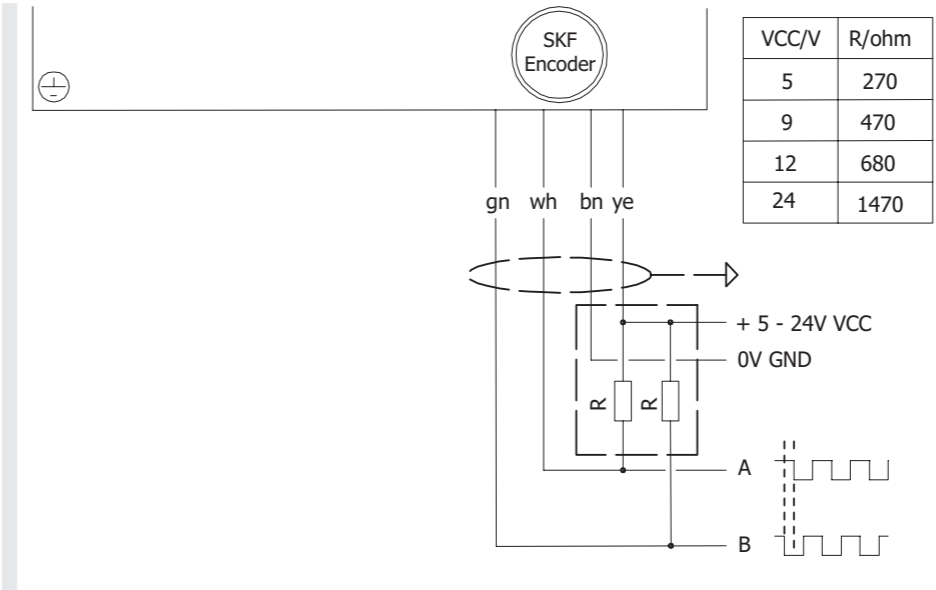 SKF
Encoder
VCC/V R/ohm
5 270
9 470
12 680
24 1470
gn wh bn ye
+ 5 - 24V VCC
0V GND
R R
A
B